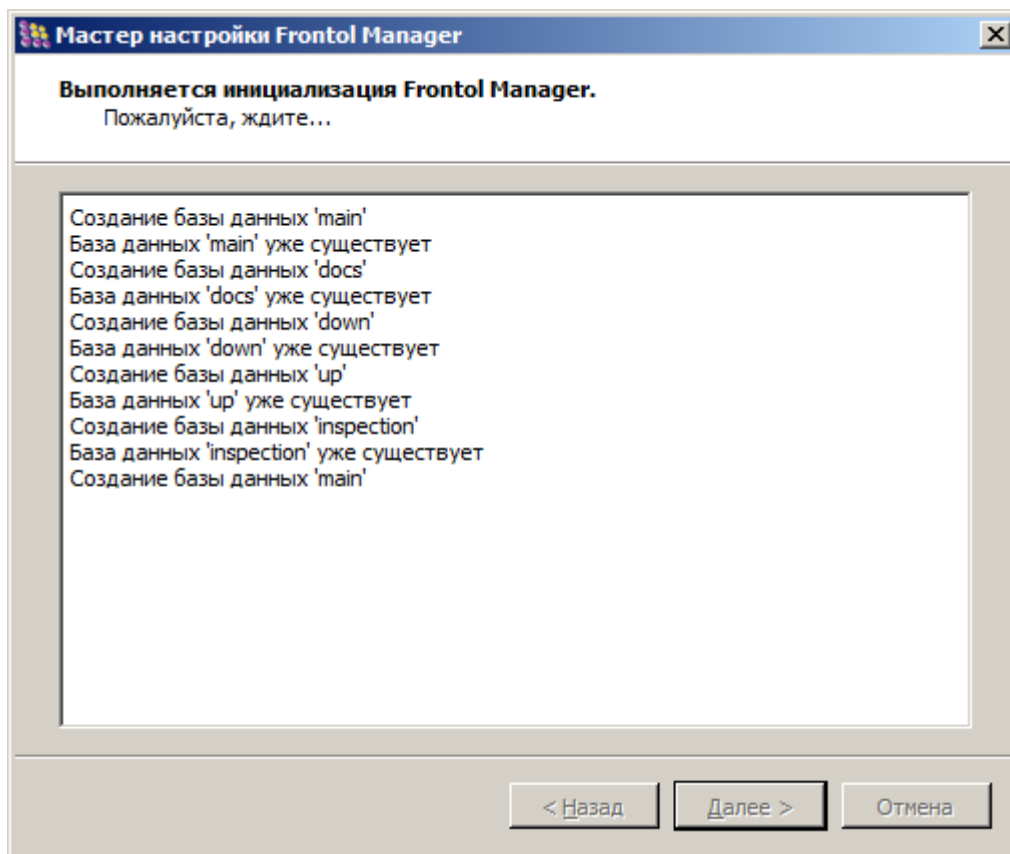 Мастер настройки Frontol Manager
Выполняется инициализация Frontol Manager.
Пожалуйста, ждите...
Создание базы данных 'main'
База данных 'main' уже существует
Создание базы данных 'docs'
База данных 'docs' уже существует
Создание базы данных 'down'
База данных 'down' уже существует
Создание базы данных 'up'
База данных 'up' уже существует
Создание базы данных 'inspection'
База данных 'inspection' уже существует
Создание базы данных 'main'
< Назад Далее > Отмена